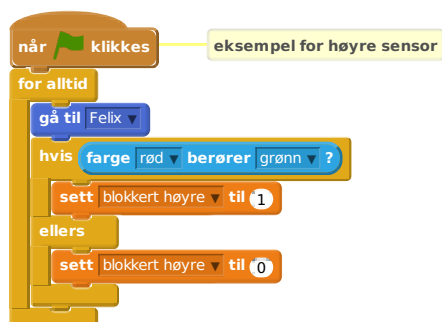 når klikkes
eksempel for høyre sensor
for alltid
gå til Felix
hvis farge rød berører grønn ?
sett blokkert høyre til 1
ellers
sett blokkert høyre til 0